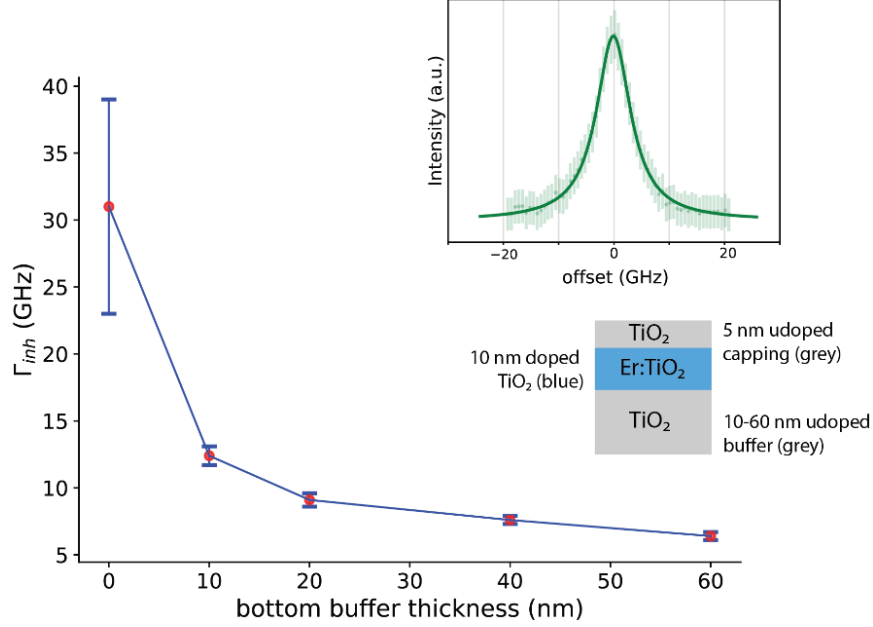 40
35
30
25
20
15
10
5
Γinh (GHz)
0
10
20
30
40
50
60
bottom buffer thickness (nm)
Intensity (a.u.)
−20
0
20
offset (GHz)
TiO₂
5 nm udoped
capping (grey)
10 nm doped
TiO₂ (blue)
Er:TiO₂
TiO₂
10-60 nm udoped
buffer (grey)